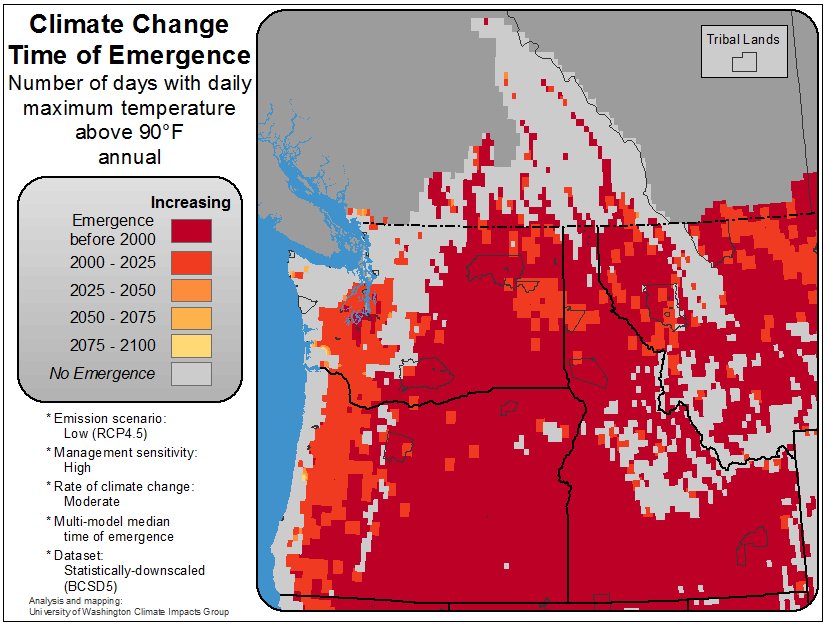 Climate Change
Time of Emergence
Number of days with daily
maximum temperature
above 90°F
annual
Increasing
Emergence
before 2000
2000 - 2025
2025 - 2050
2050 - 2075
2075 - 2100
No Emergence
* Emission scenario:
Low (RCP4.5)
* Management sensitivity:
High
* Rate of climate change:
Moderate
* Multi-model median
time of emergence
* Dataset:
Statistically-downscaled
(BCSD5)
Analysis and mapping:
University of Washington Climate Impacts Group
Tribal Lands